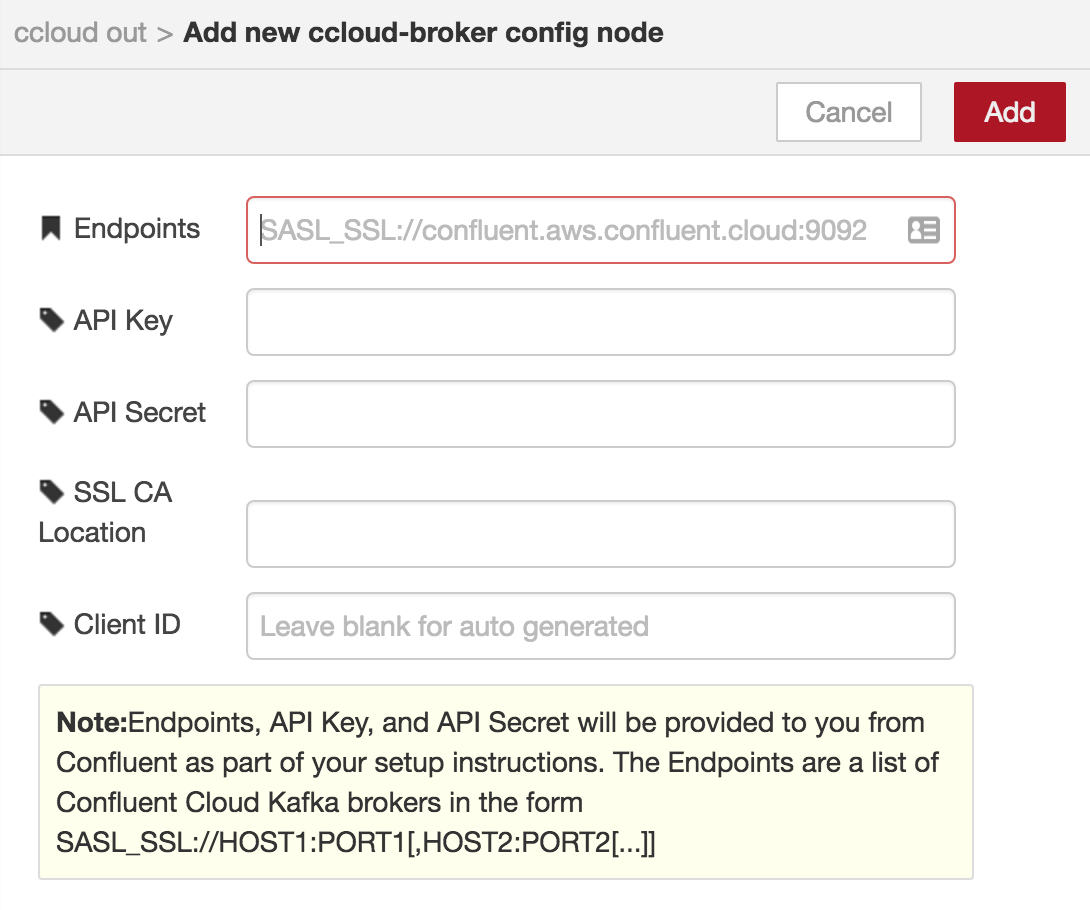 ccloud out > Add new ccloud-broker config node
Cancel
Add
Endpoints
SASL_SSL://confluent.aws.confluent.cloud:9092
API Key
API Secret
SSL CA
Location
Client ID
Leave blank for auto generated
Note:Endpoints, API Key, and API Secret will be provided to you from
Confluent as part of your setup instructions. The Endpoints are a list of
Confluent Cloud Kafka brokers in the form
SASL_SSL://HOST1:PORT1[,HOST2:PORT2[...]]